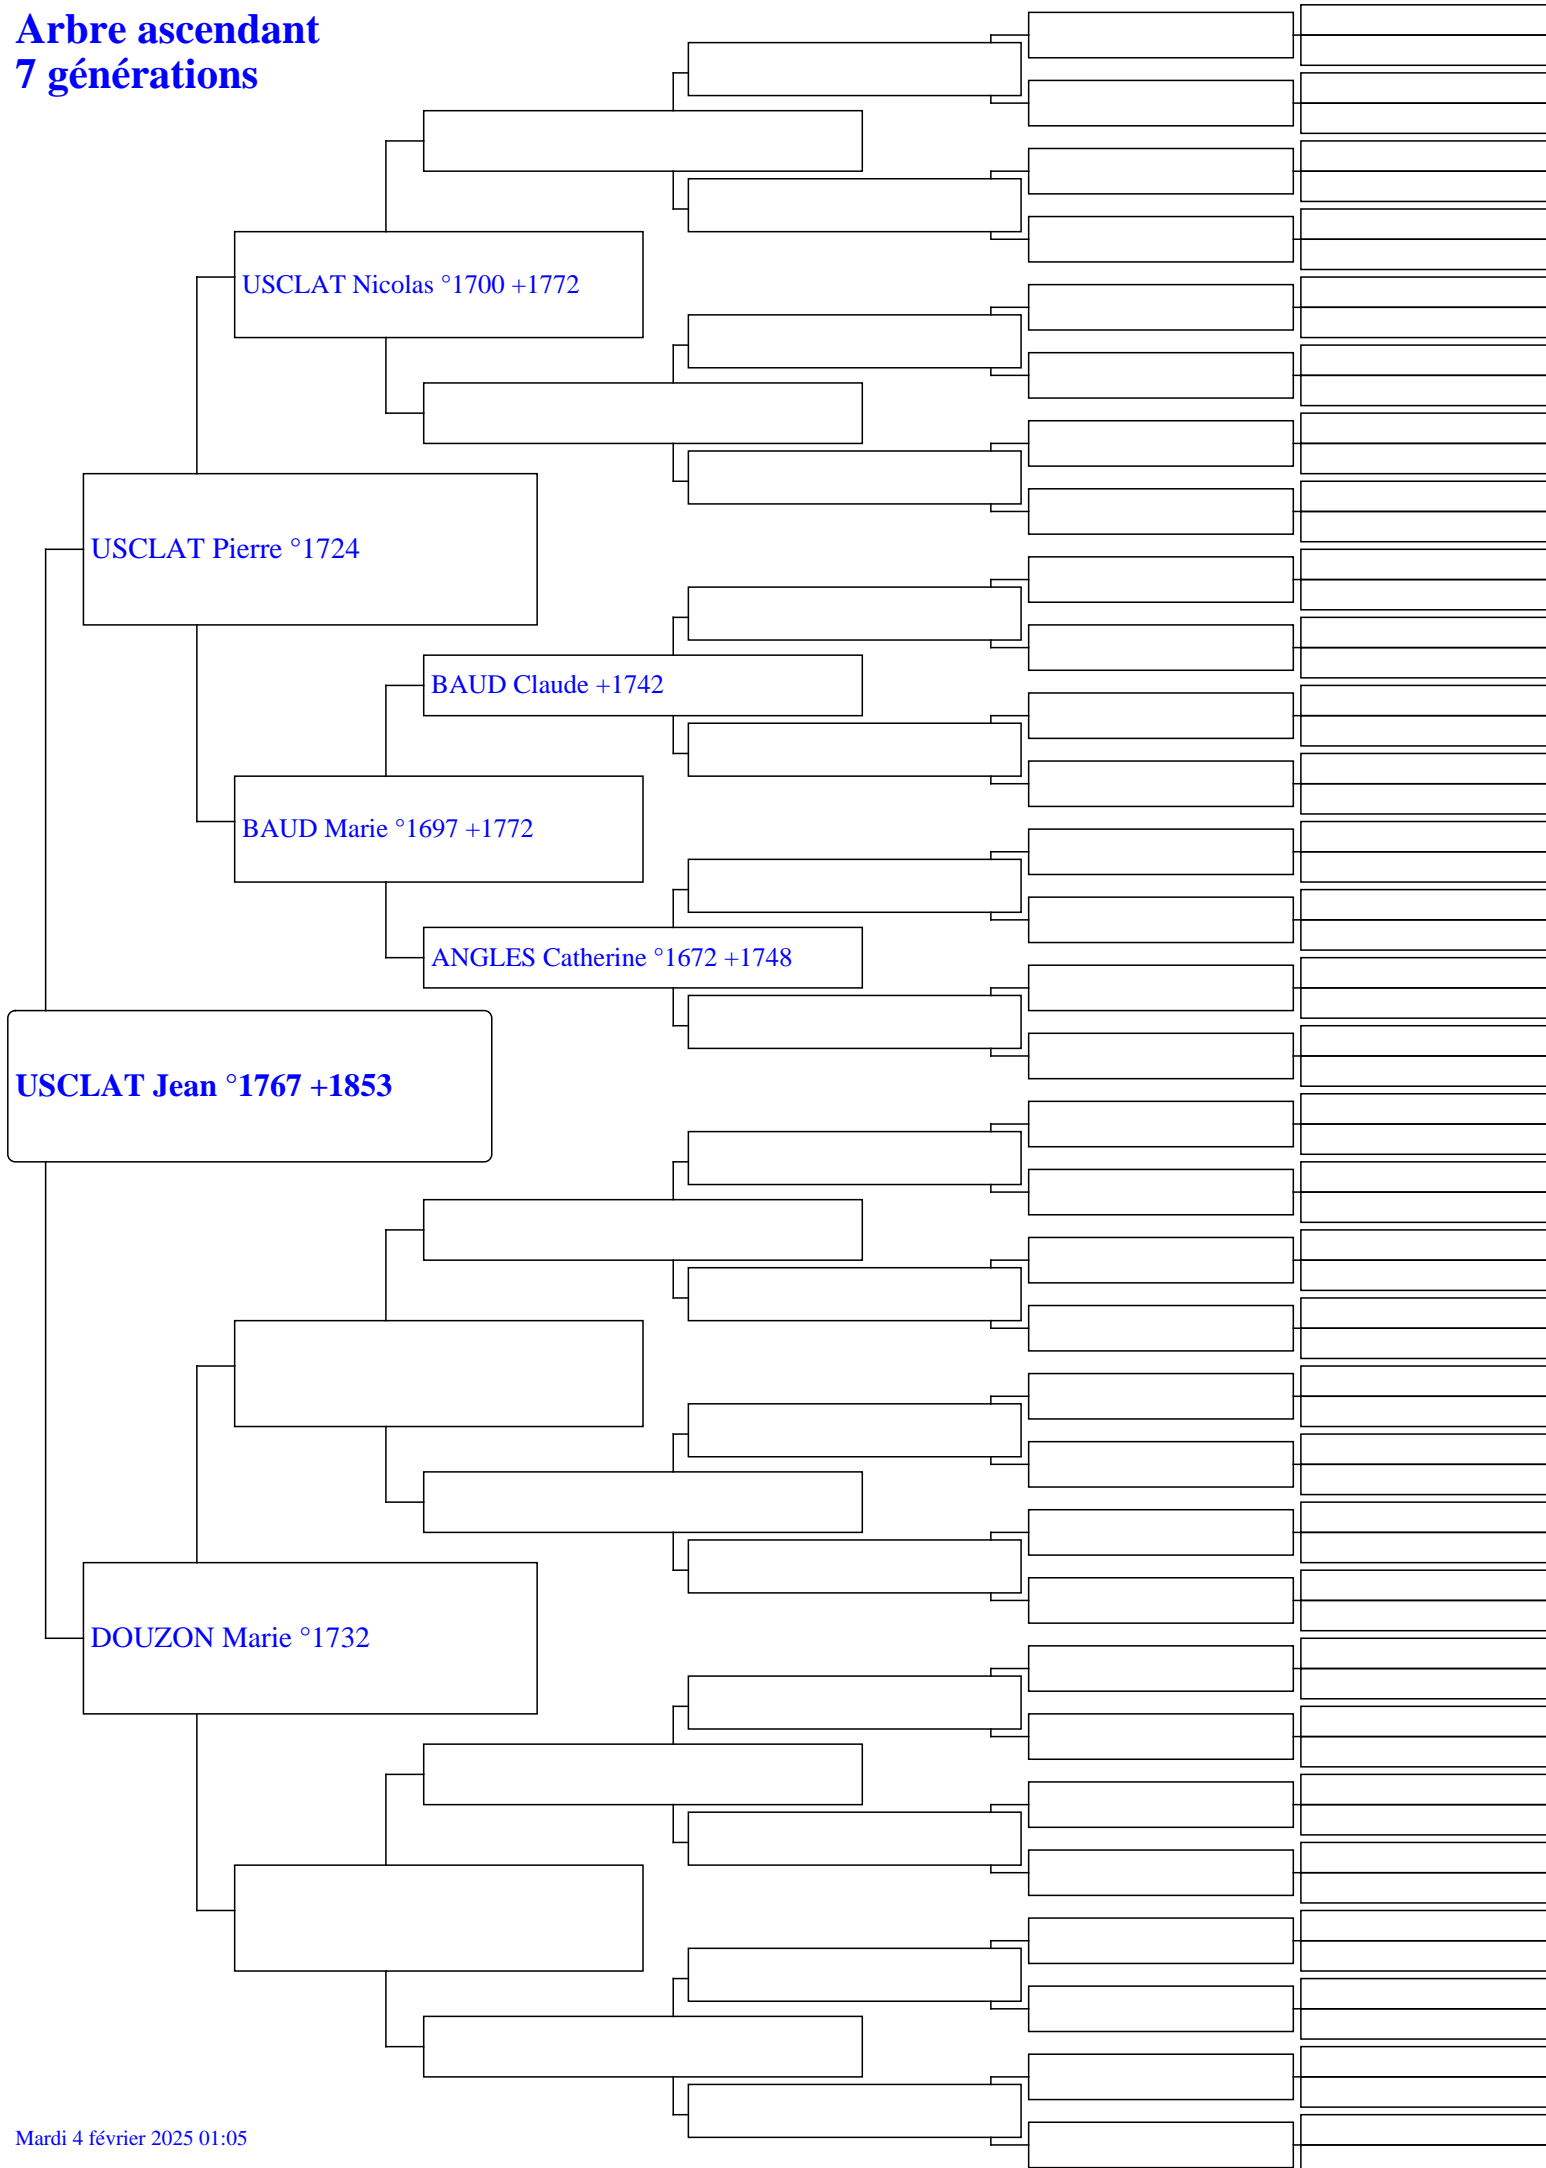 Arbre ascendant
7 générations
USCLAT Nicolas °1700 +1772
USCLAT Pierre °1724
BAUD Claude +1742
BAUD Marie °1697 +1772
ANGLES Catherine °1672 +1748
USCLAT Jean °1767 +1853
DOUZON Marie °1732
Mardi 4 février 2025 01:05